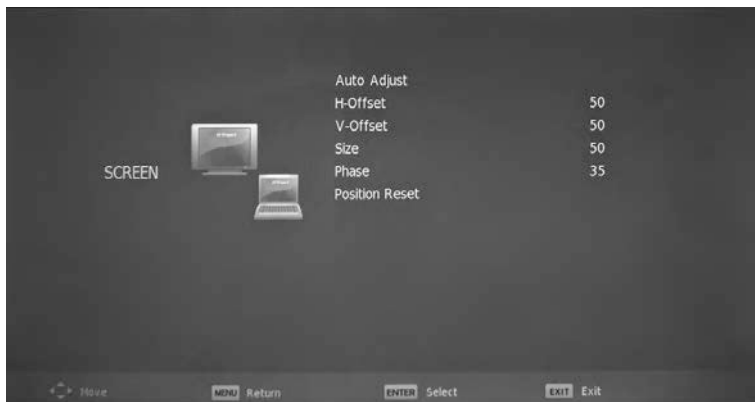 SCREEN
Auto Adjust
H-Offset 50
V-Offset 50
Size 50
Phase 35
Position Reset
Move
MENU Return
ENTER Select
EXIT Exit